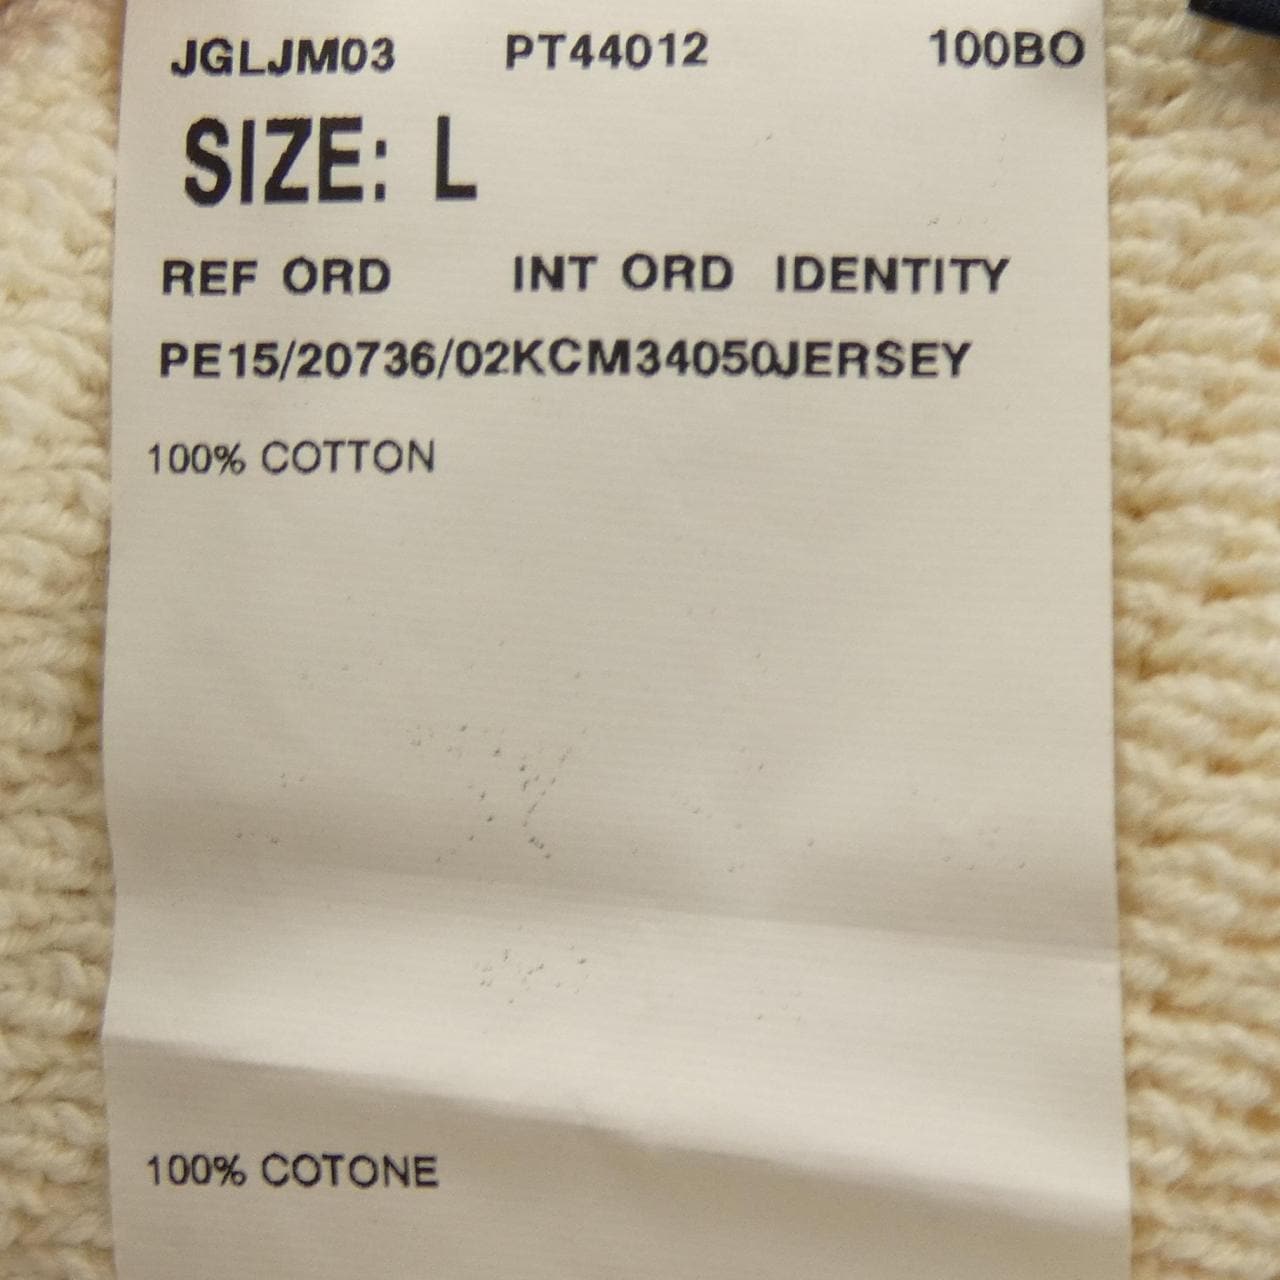 JGLJM03 PT44012 100BO
SIZE: L
REF ORD INT ORD IDENTITY
PE15/20736/02KCM34050JERSEY
100% COTTON
100% COTONE